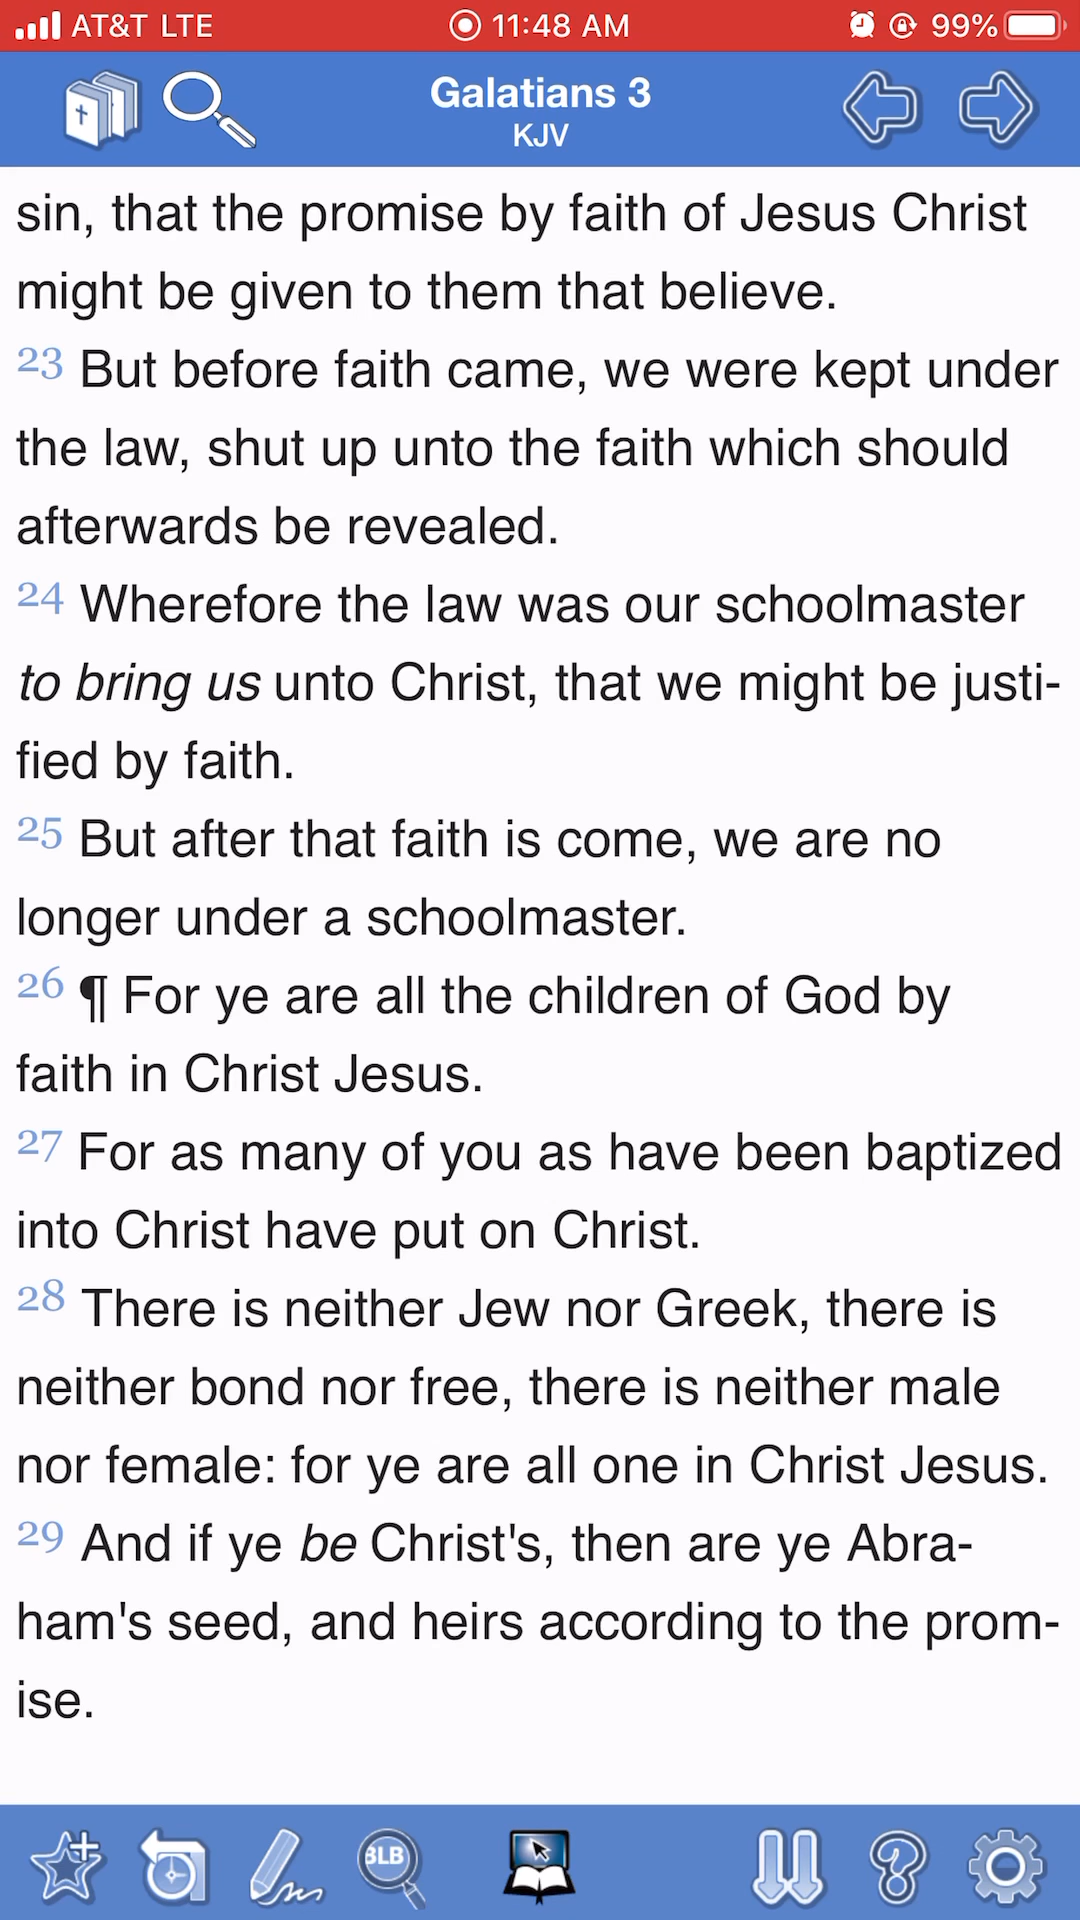 AT&T LTE 11:48 AM 99%
Galatians 3
KJV
sin, that the promise by faith of Jesus Christ
might be given to them that believe.
23 But before faith came, we were kept under
the law, shut up unto the faith which should
afterwards be revealed.
24 Wherefore the law was our schoolmaster
to bring us unto Christ, that we might be justi-
fied by faith.
25 But after that faith is come, we are no
longer under a schoolmaster.
26 ¶ For ye are all the children of God by
faith in Christ Jesus.
27 For as many of you as have been baptized
into Christ have put on Christ.
28 There is neither Jew nor Greek, there is
neither bond nor free, there is neither male
nor female: for ye are all one in Christ Jesus.
29 And if ye be Christ's, then are ye Abra-
ham's seed, and heirs according to the prom-
ise.
BLB